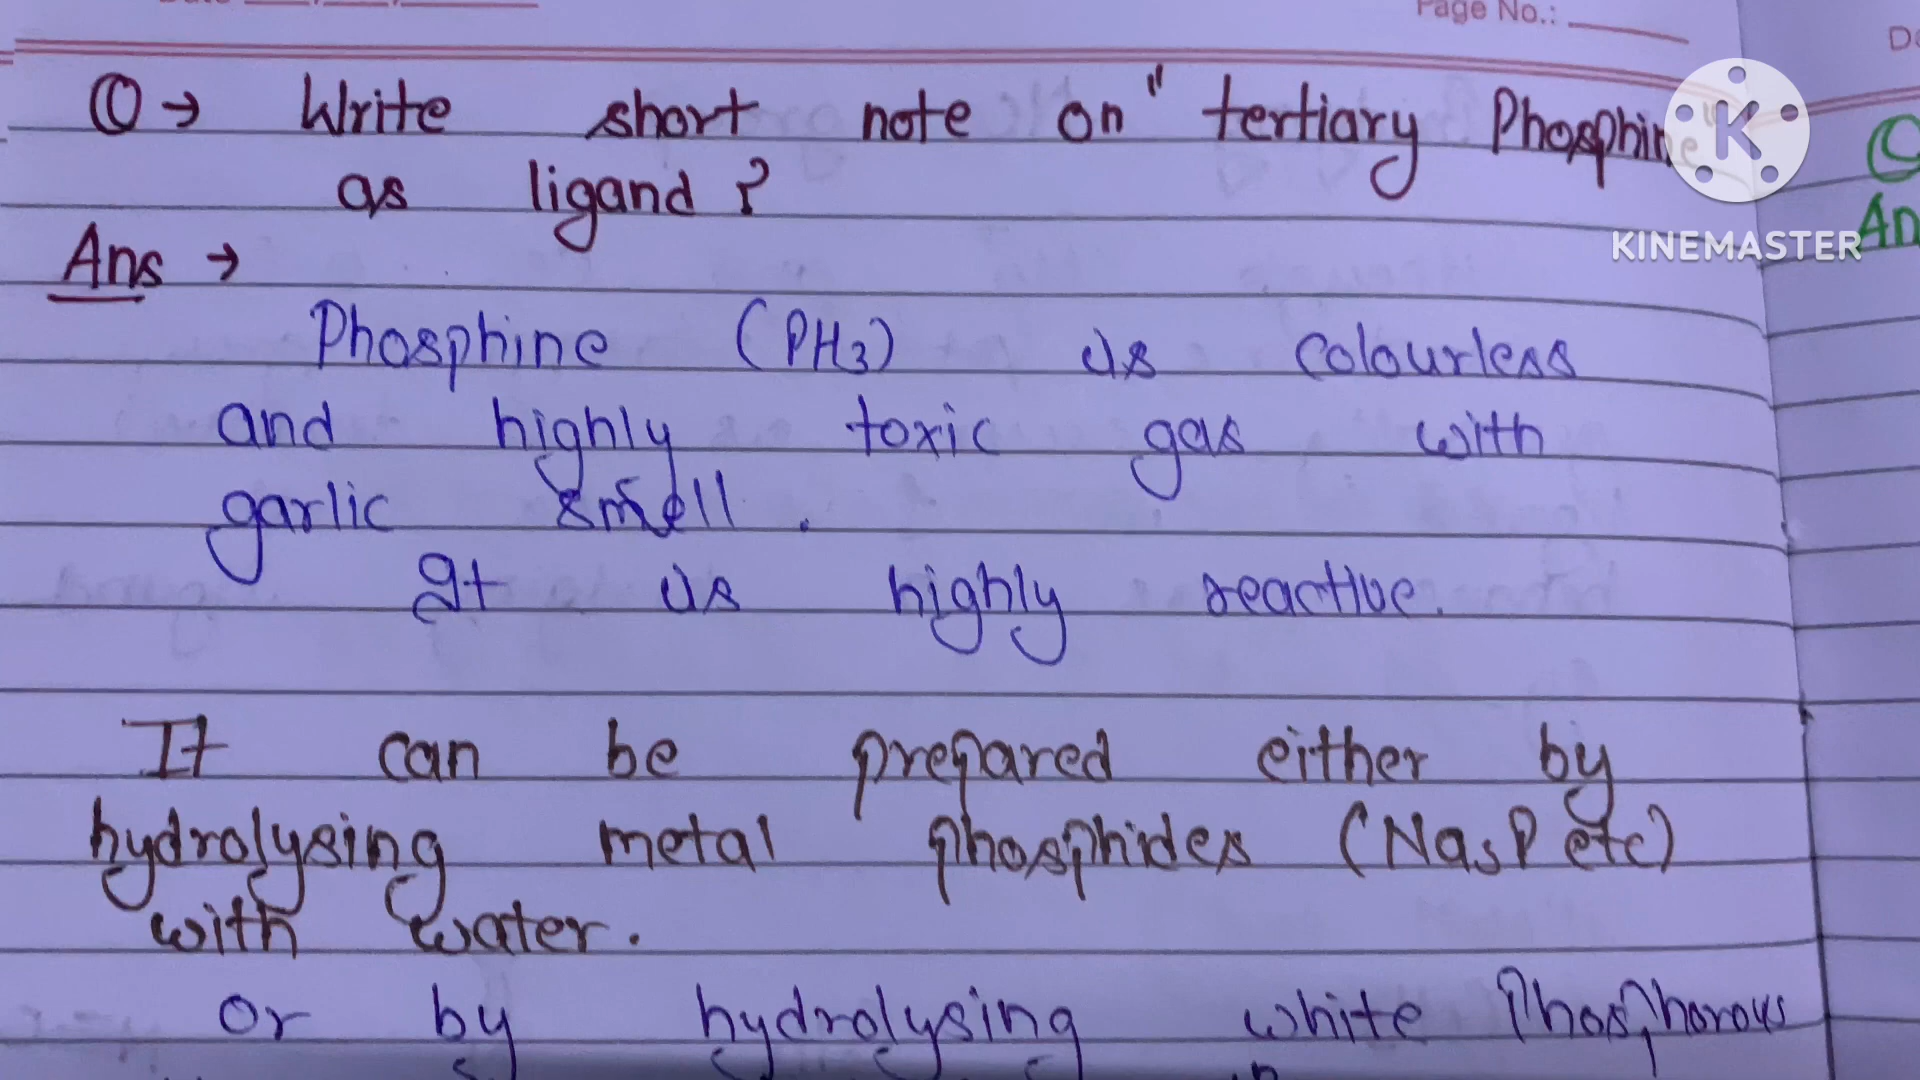 Page No.:
Q → Write short note on "tertiary Phosphine"
as ligand?
Ans →
Phosphine (PH3) is colourless
and highly toxic gas with
garlic smell.
It is highly reactive.
It can be prepared either by
hydrolysing metal phosphides (Na3P etc)
with water.
or by hydrolysing white Phosphorous
KINEMASTER